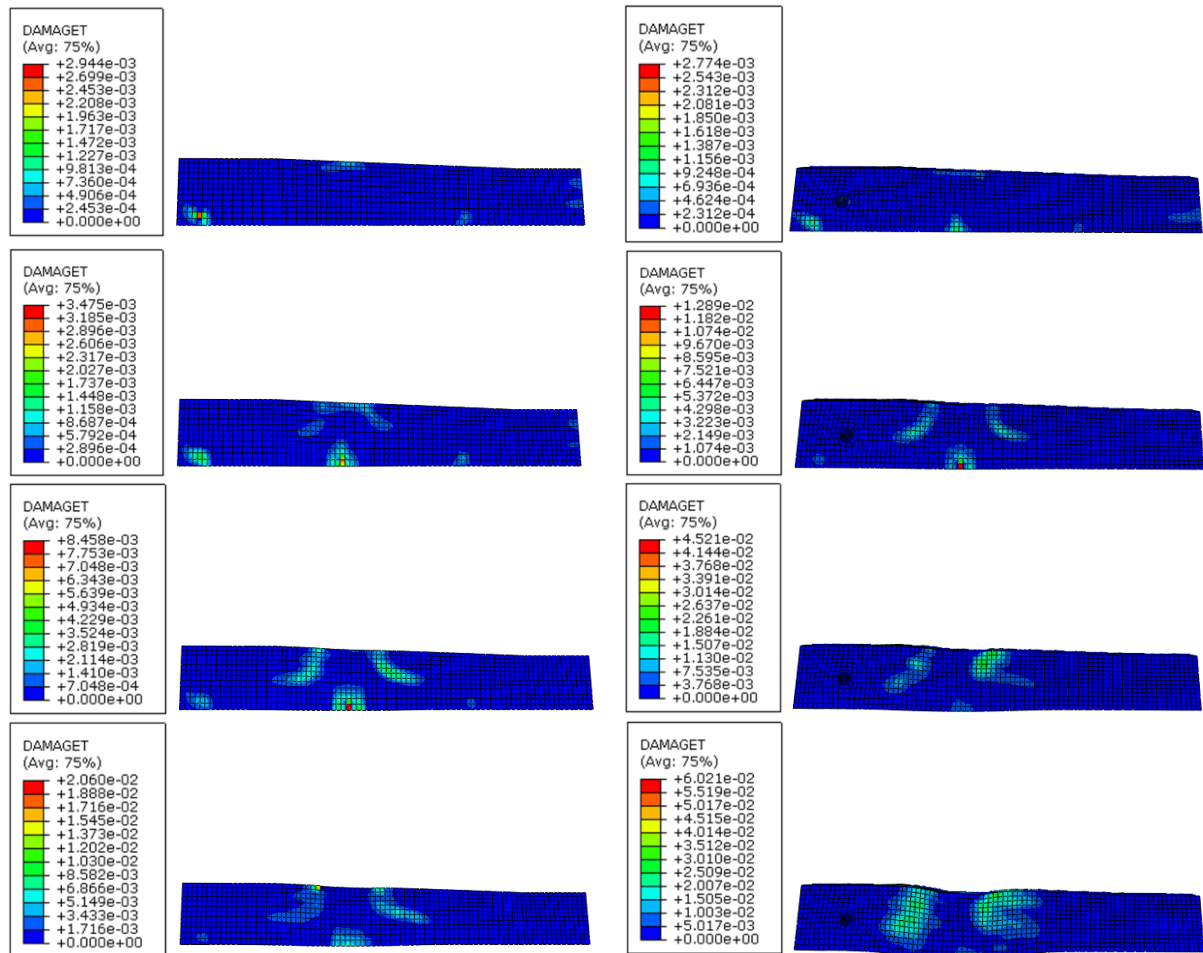 DAMAGET
(Avg: 75%)
+2.944e-03
+2.699e-03
+2.453e-03
+2.208e-03
+1.963e-03
+1.717e-03
+1.472e-03
+1.227e-03
+9.813e-04
+7.360e-04
+4.906e-04
+2.453e-04
+0.000e+00
DAMAGET
(Avg: 75%)
+2.774e-03
+2.543e-03
+2.312e-03
+2.081e-03
+1.850e-03
+1.618e-03
+1.387e-03
+1.156e-03
+9.248e-04
+6.936e-04
+4.624e-04
+2.312e-04
+0.000e+00
DAMAGET
(Avg: 75%)
+3.475e-03
+3.185e-03
+2.896e-03
+2.606e-03
+2.317e-03
+2.027e-03
+1.737e-03
+1.448e-03
+1.158e-03
+8.687e-04
+5.792e-04
+2.896e-04
+0.000e+00
DAMAGET
(Avg: 75%)
+1.289e-02
+1.182e-02
+1.074e-02
+9.670e-03
+8.595e-03
+7.521e-03
+6.447e-03
+5.372e-03
+4.298e-03
+3.223e-03
+2.149e-03
+1.074e-03
+0.000e+00
DAMAGET
(Avg: 75%)
+8.458e-03
+7.753e-03
+7.048e-03
+6.343e-03
+5.639e-03
+4.934e-03
+4.229e-03
+3.524e-03
+2.819e-03
+2.114e-03
+1.410e-03
+7.048e-04
+0.000e+00
DAMAGET
(Avg: 75%)
+4.521e-02
+4.144e-02
+3.768e-02
+3.391e-02
+3.014e-02
+2.637e-02
+2.261e-02
+1.884e-02
+1.507e-02
+1.130e-02
+7.535e-03
+3.768e-03
+0.000e+00
DAMAGET
(Avg: 75%)
+2.060e-02
+1.888e-02
+1.716e-02
+1.545e-02
+1.373e-02
+1.202e-02
+1.030e-02
+8.582e-03
+6.866e-03
+5.149e-03
+3.433e-03
+1.716e-03
+0.000e+00
DAMAGET
(Avg: 75%)
+6.021e-02
+5.519e-02
+5.017e-02
+4.515e-02
+4.014e-02
+3.512e-02
+3.010e-02
+2.509e-02
+2.007e-02
+1.505e-02
+1.003e-02
+5.017e-03
+0.000e+00